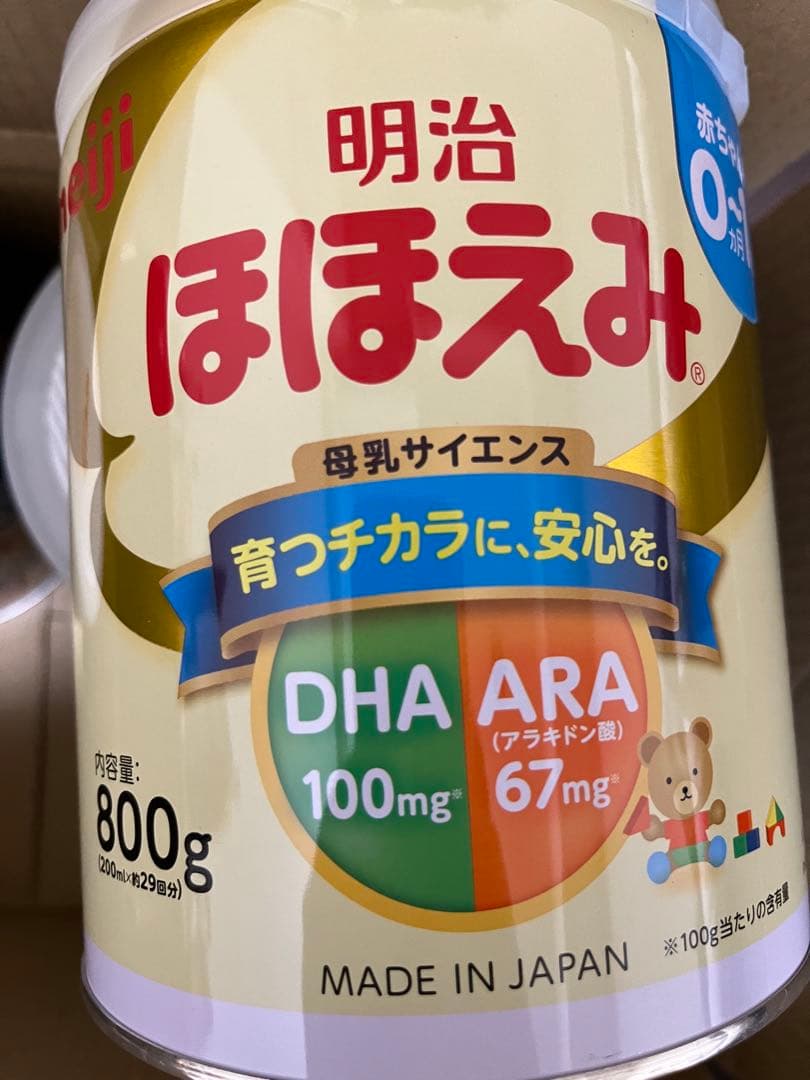 meiji
明治
ほほえみ®
赤ちゃん
0~
カ月
母乳サイエンス
育つチカラに、安心を。
DHA
100mg※
ARA
(アラキドン酸)
67mg※
内容量:
800g
(200ml×約29回分)
※100g当たりの含有量
MADE IN JAPAN